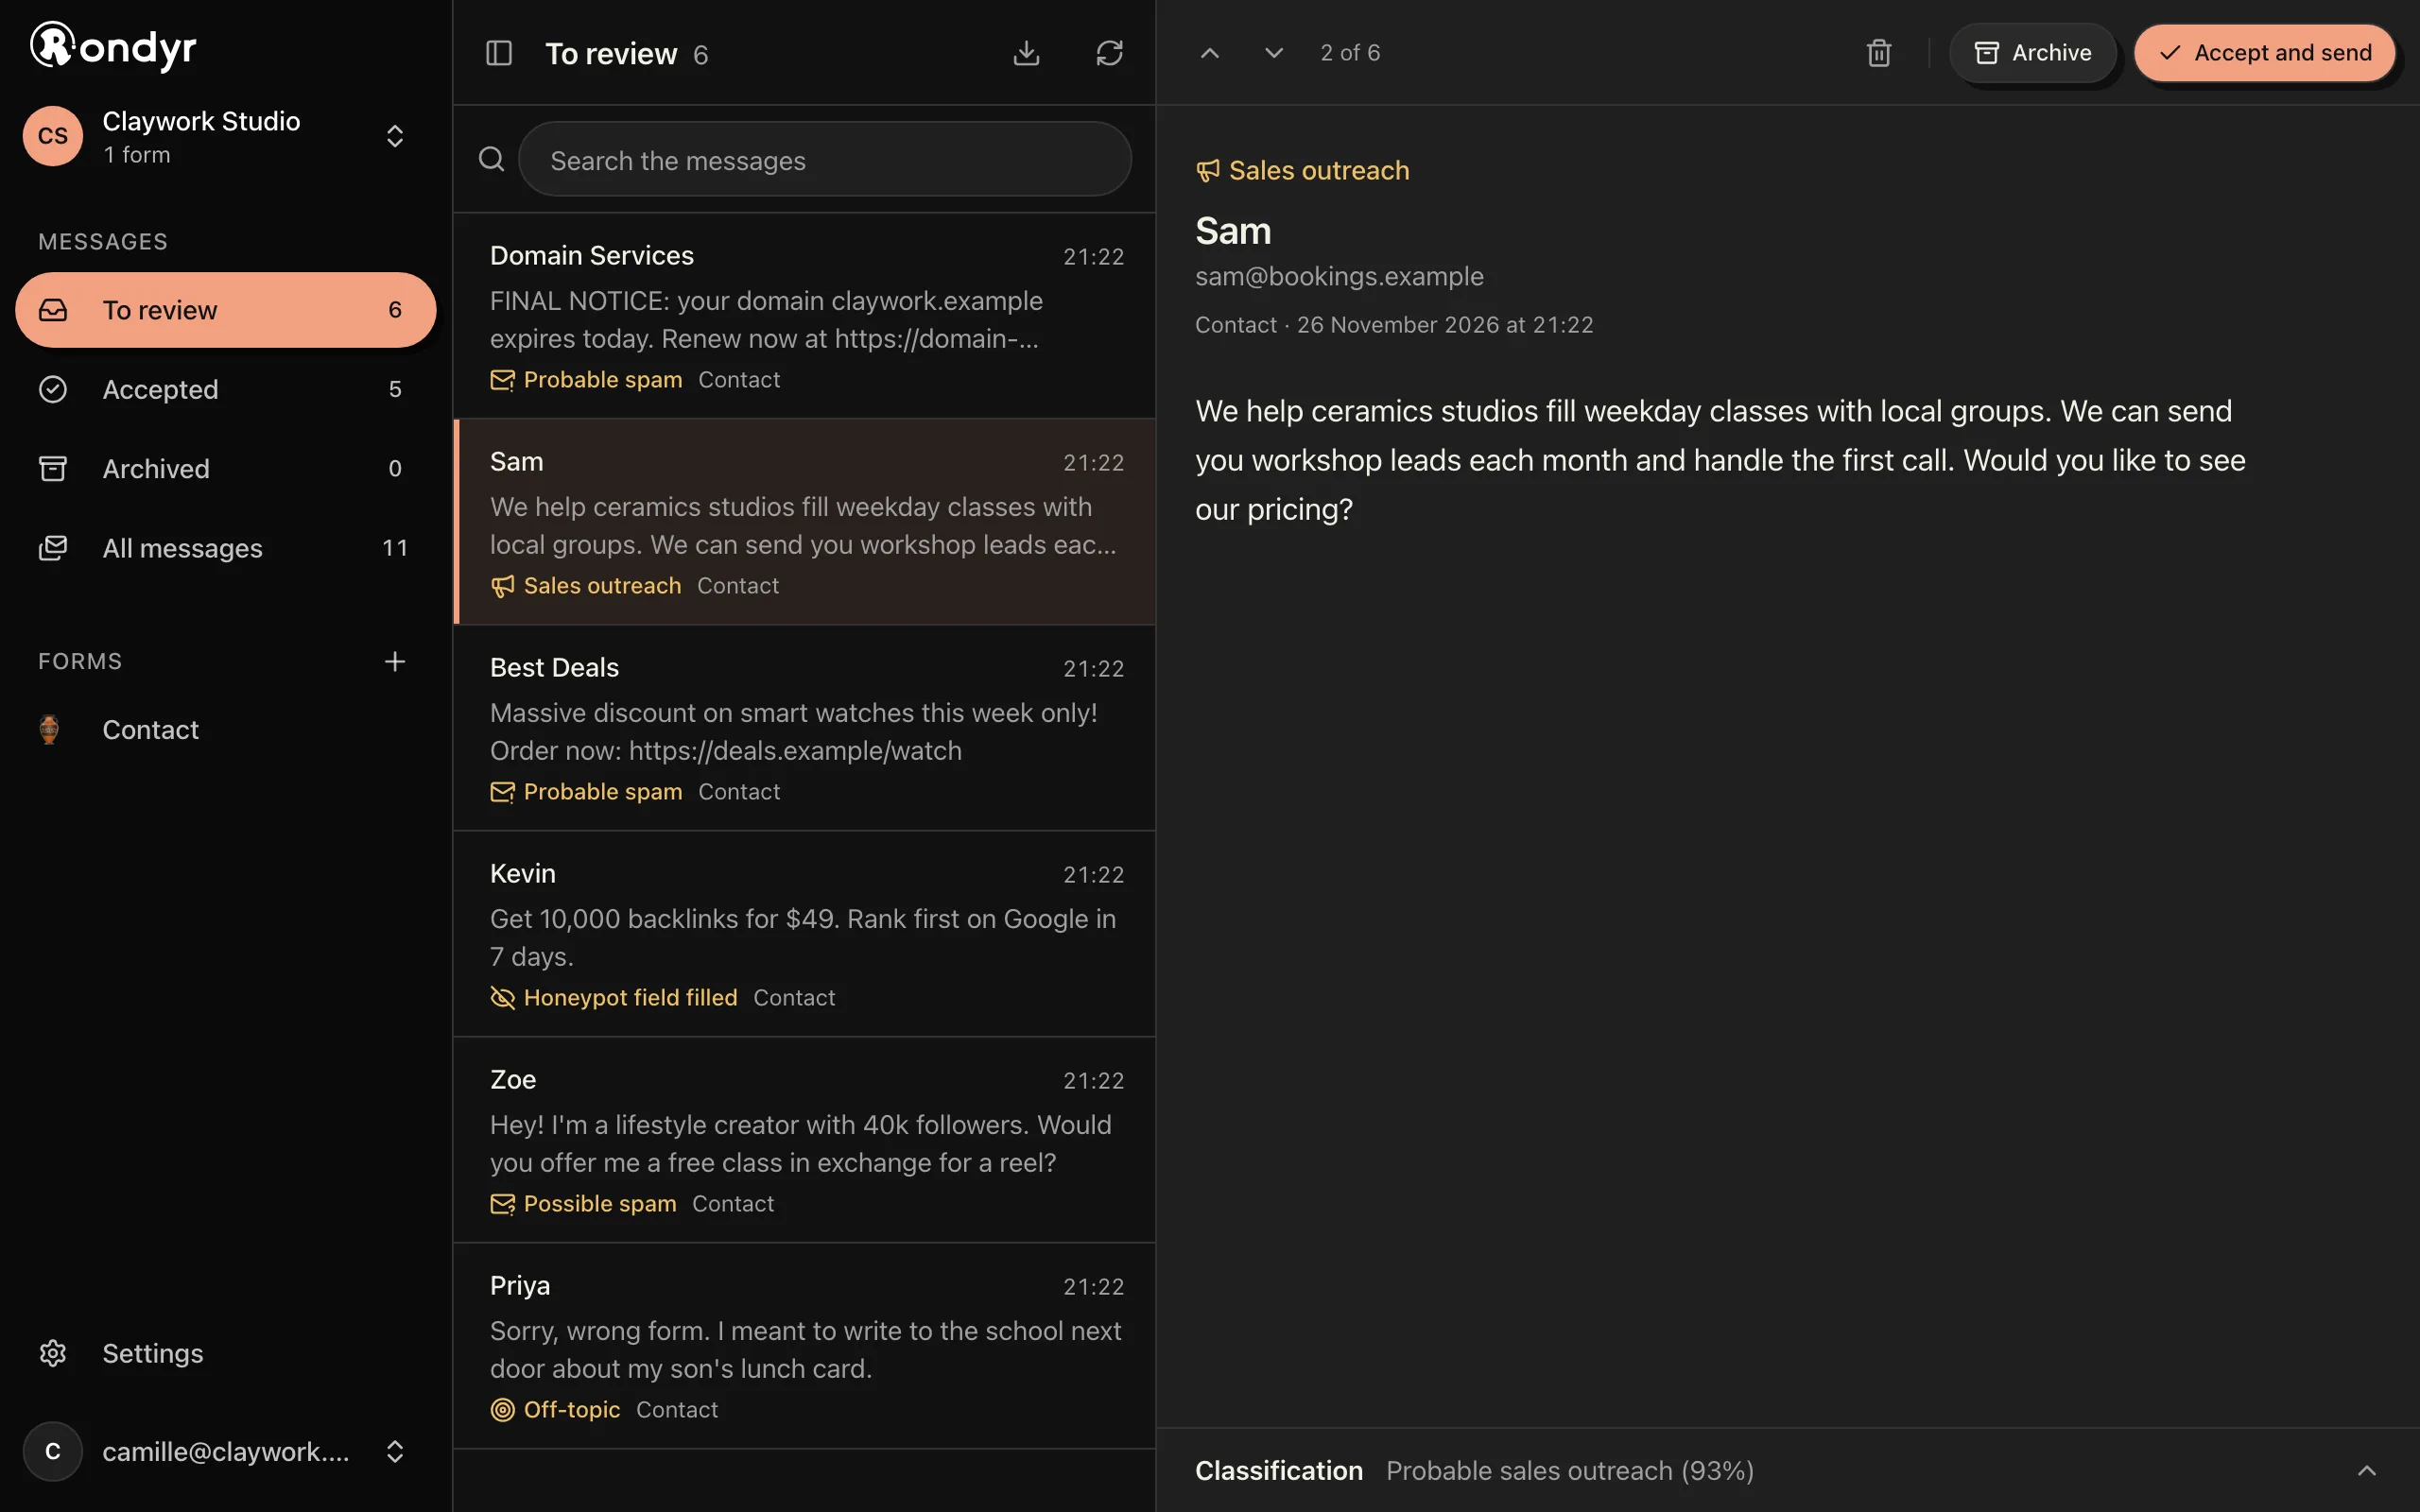 Rondyr
CS
Claywork Studio
1 form
MESSAGES
To review 6
Accepted 5
Archived 0
All messages 11
FORMS
Contact
Settings
C
camille@claywork....
To review 6
Search the messages
Domain Services 21:22
FINAL NOTICE: your domain claywork.example
expires today. Renew now at https://domain-...
Probable spam Contact
Sam 21:22
We help ceramics studios fill weekday classes with
local groups. We can send you workshop leads eac...
Sales outreach Contact
Best Deals 21:22
Massive discount on smart watches this week only!
Order now: https://deals.example/watch
Probable spam Contact
Kevin 21:22
Get 10,000 backlinks for $49. Rank first on Google in
7 days.
Honeypot field filled Contact
Zoe 21:22
Hey! I'm a lifestyle creator with 40k followers. Would
you offer me a free class in exchange for a reel?
Possible spam Contact
Priya 21:22
Sorry, wrong form. I meant to write to the school next
door about my son's lunch card.
Off-topic Contact
2 of 6
Archive
Accept and send
Sales outreach
Sam
sam@bookings.example
Contact · 26 November 2026 at 21:22
We help ceramics studios fill weekday classes with local groups. We can send
you workshop leads each month and handle the first call. Would you like to see
our pricing?
Classification Probable sales outreach (93%)